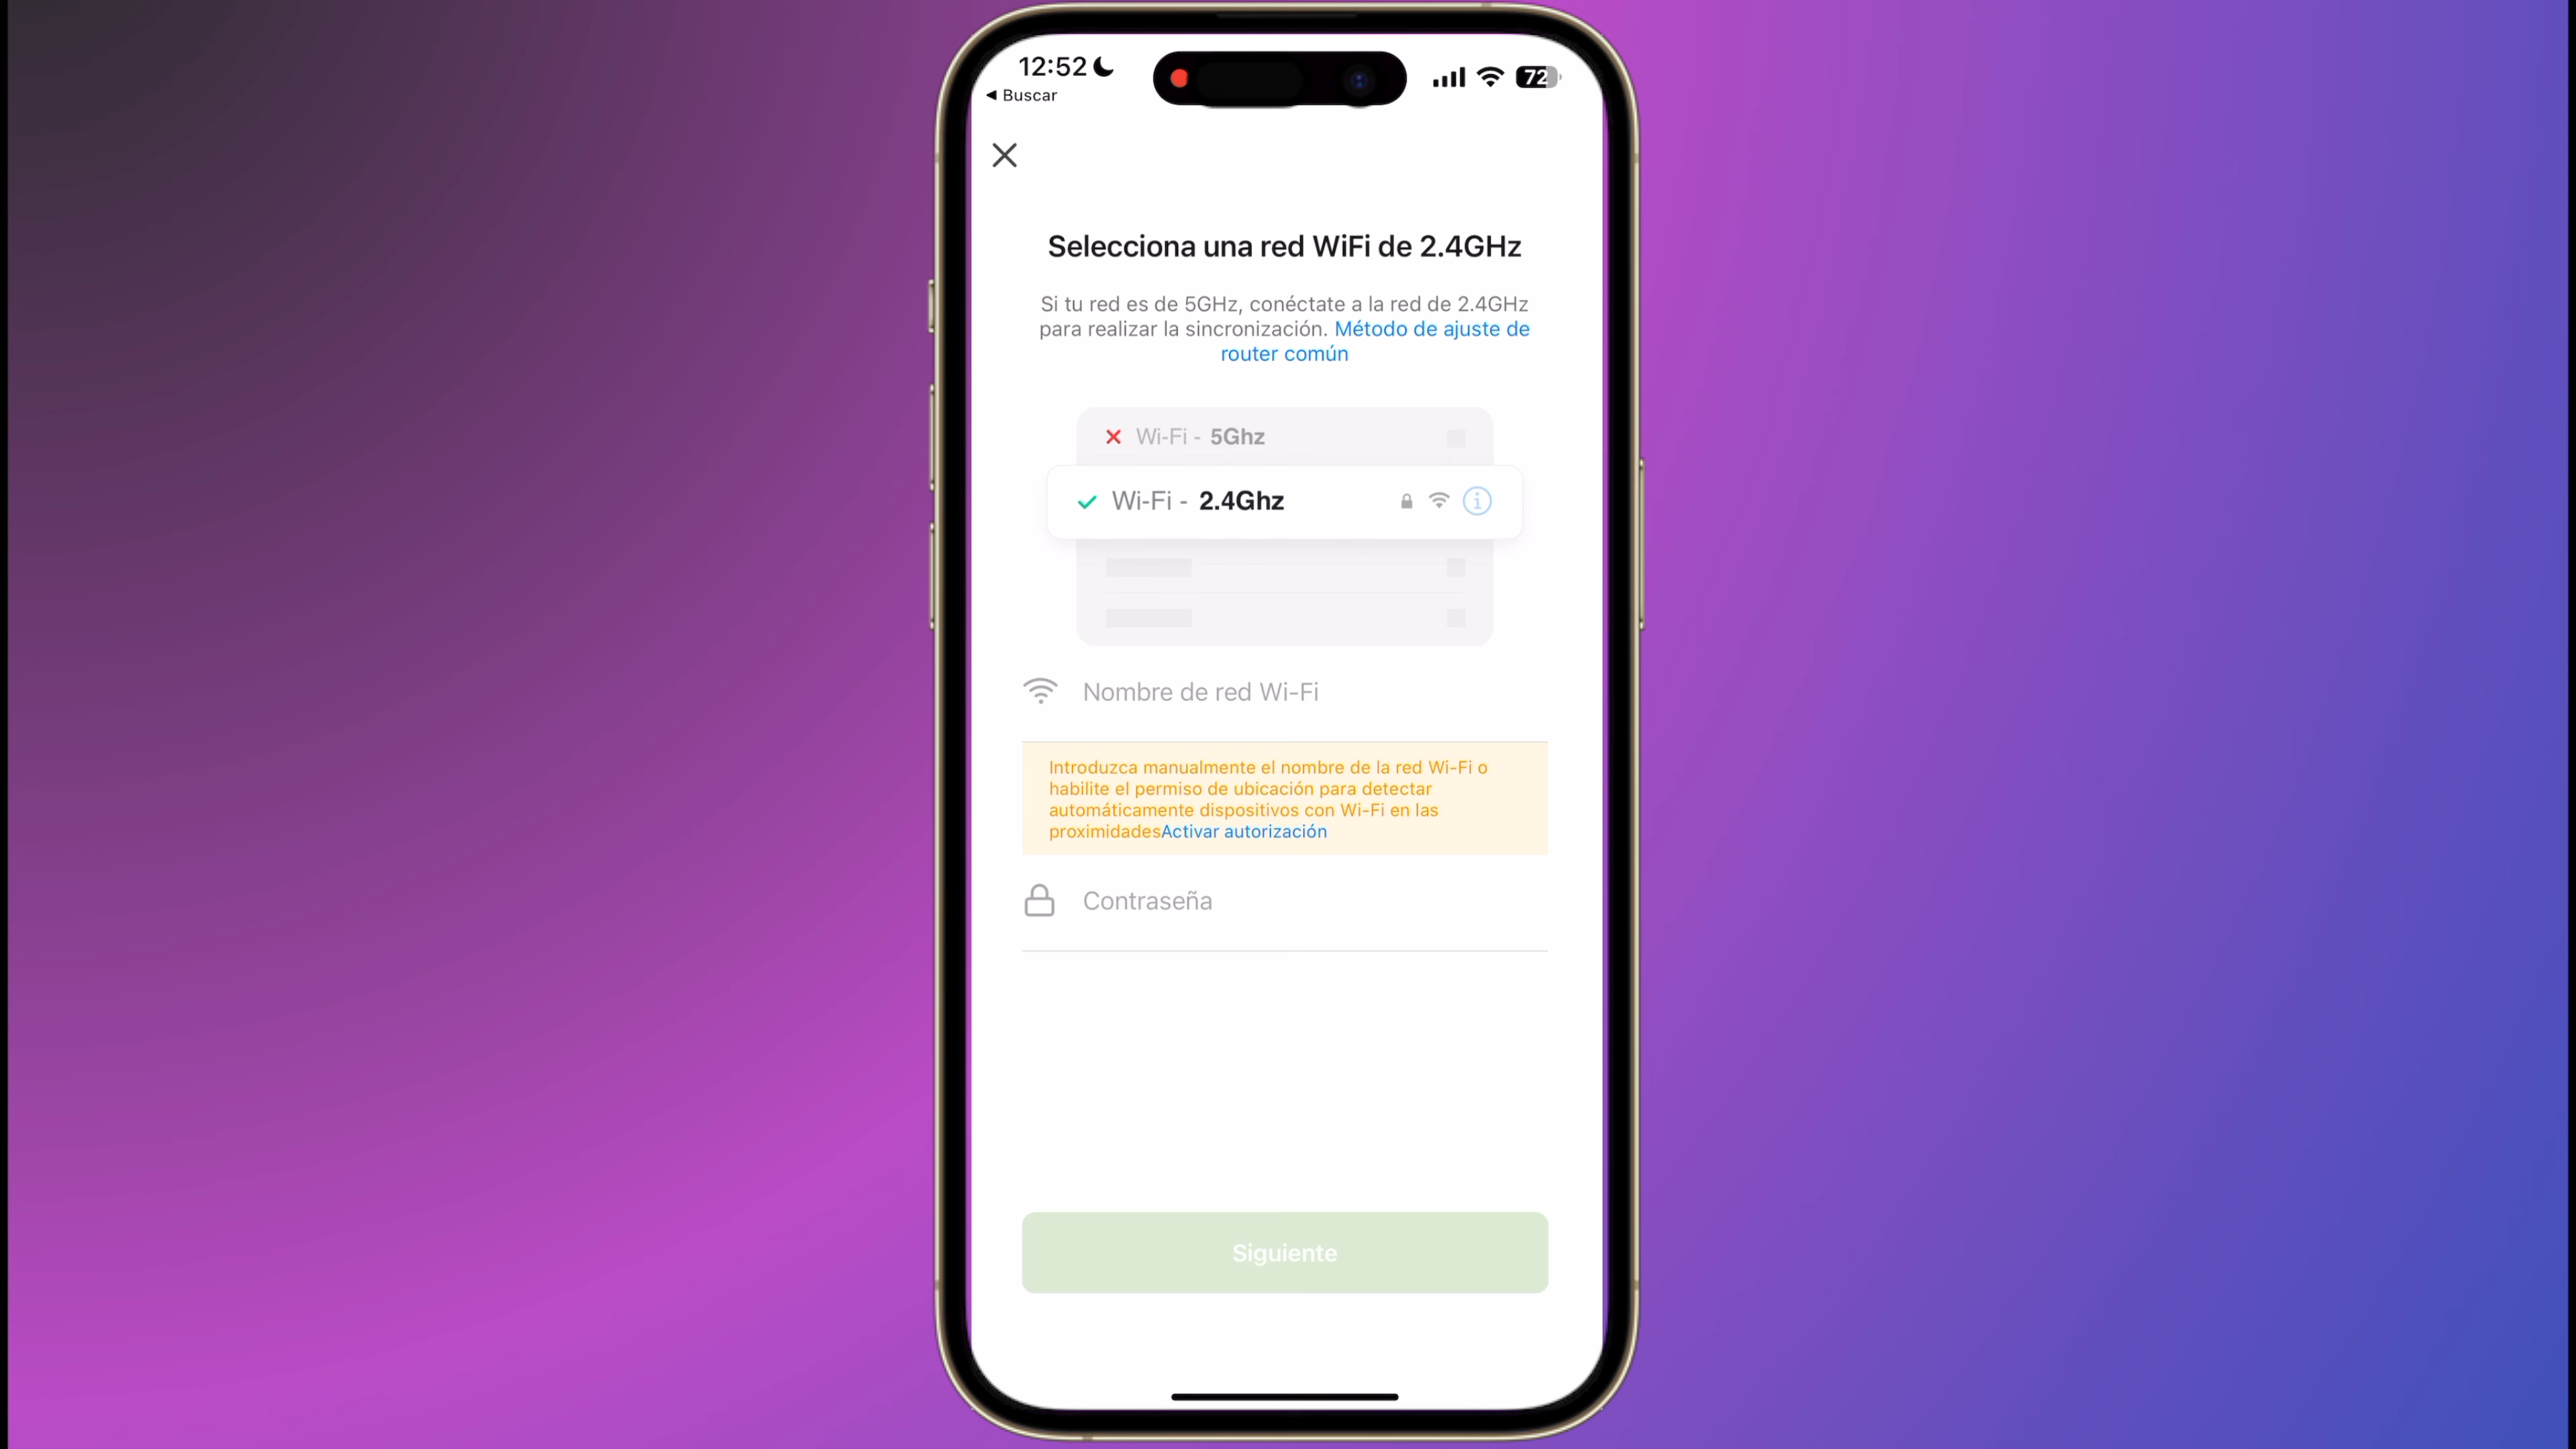 12:52
72
◀ Buscar
Selecciona una red WiFi de 2.4GHz
Si tu red es de 5GHz, conéctate a la red de 2.4GHz
para realizar la sincronización. Método de ajuste de
router común
Wi-Fi - 5Ghz
Wi-Fi - 2.4Ghz
Nombre de red Wi-Fi
Introduzca manualmente el nombre de la red Wi-Fi o
habilite el permiso de ubicación para detectar
automáticamente dispositivos con Wi-Fi en las
proximidadesActivar autorización
Contraseña
Siguiente